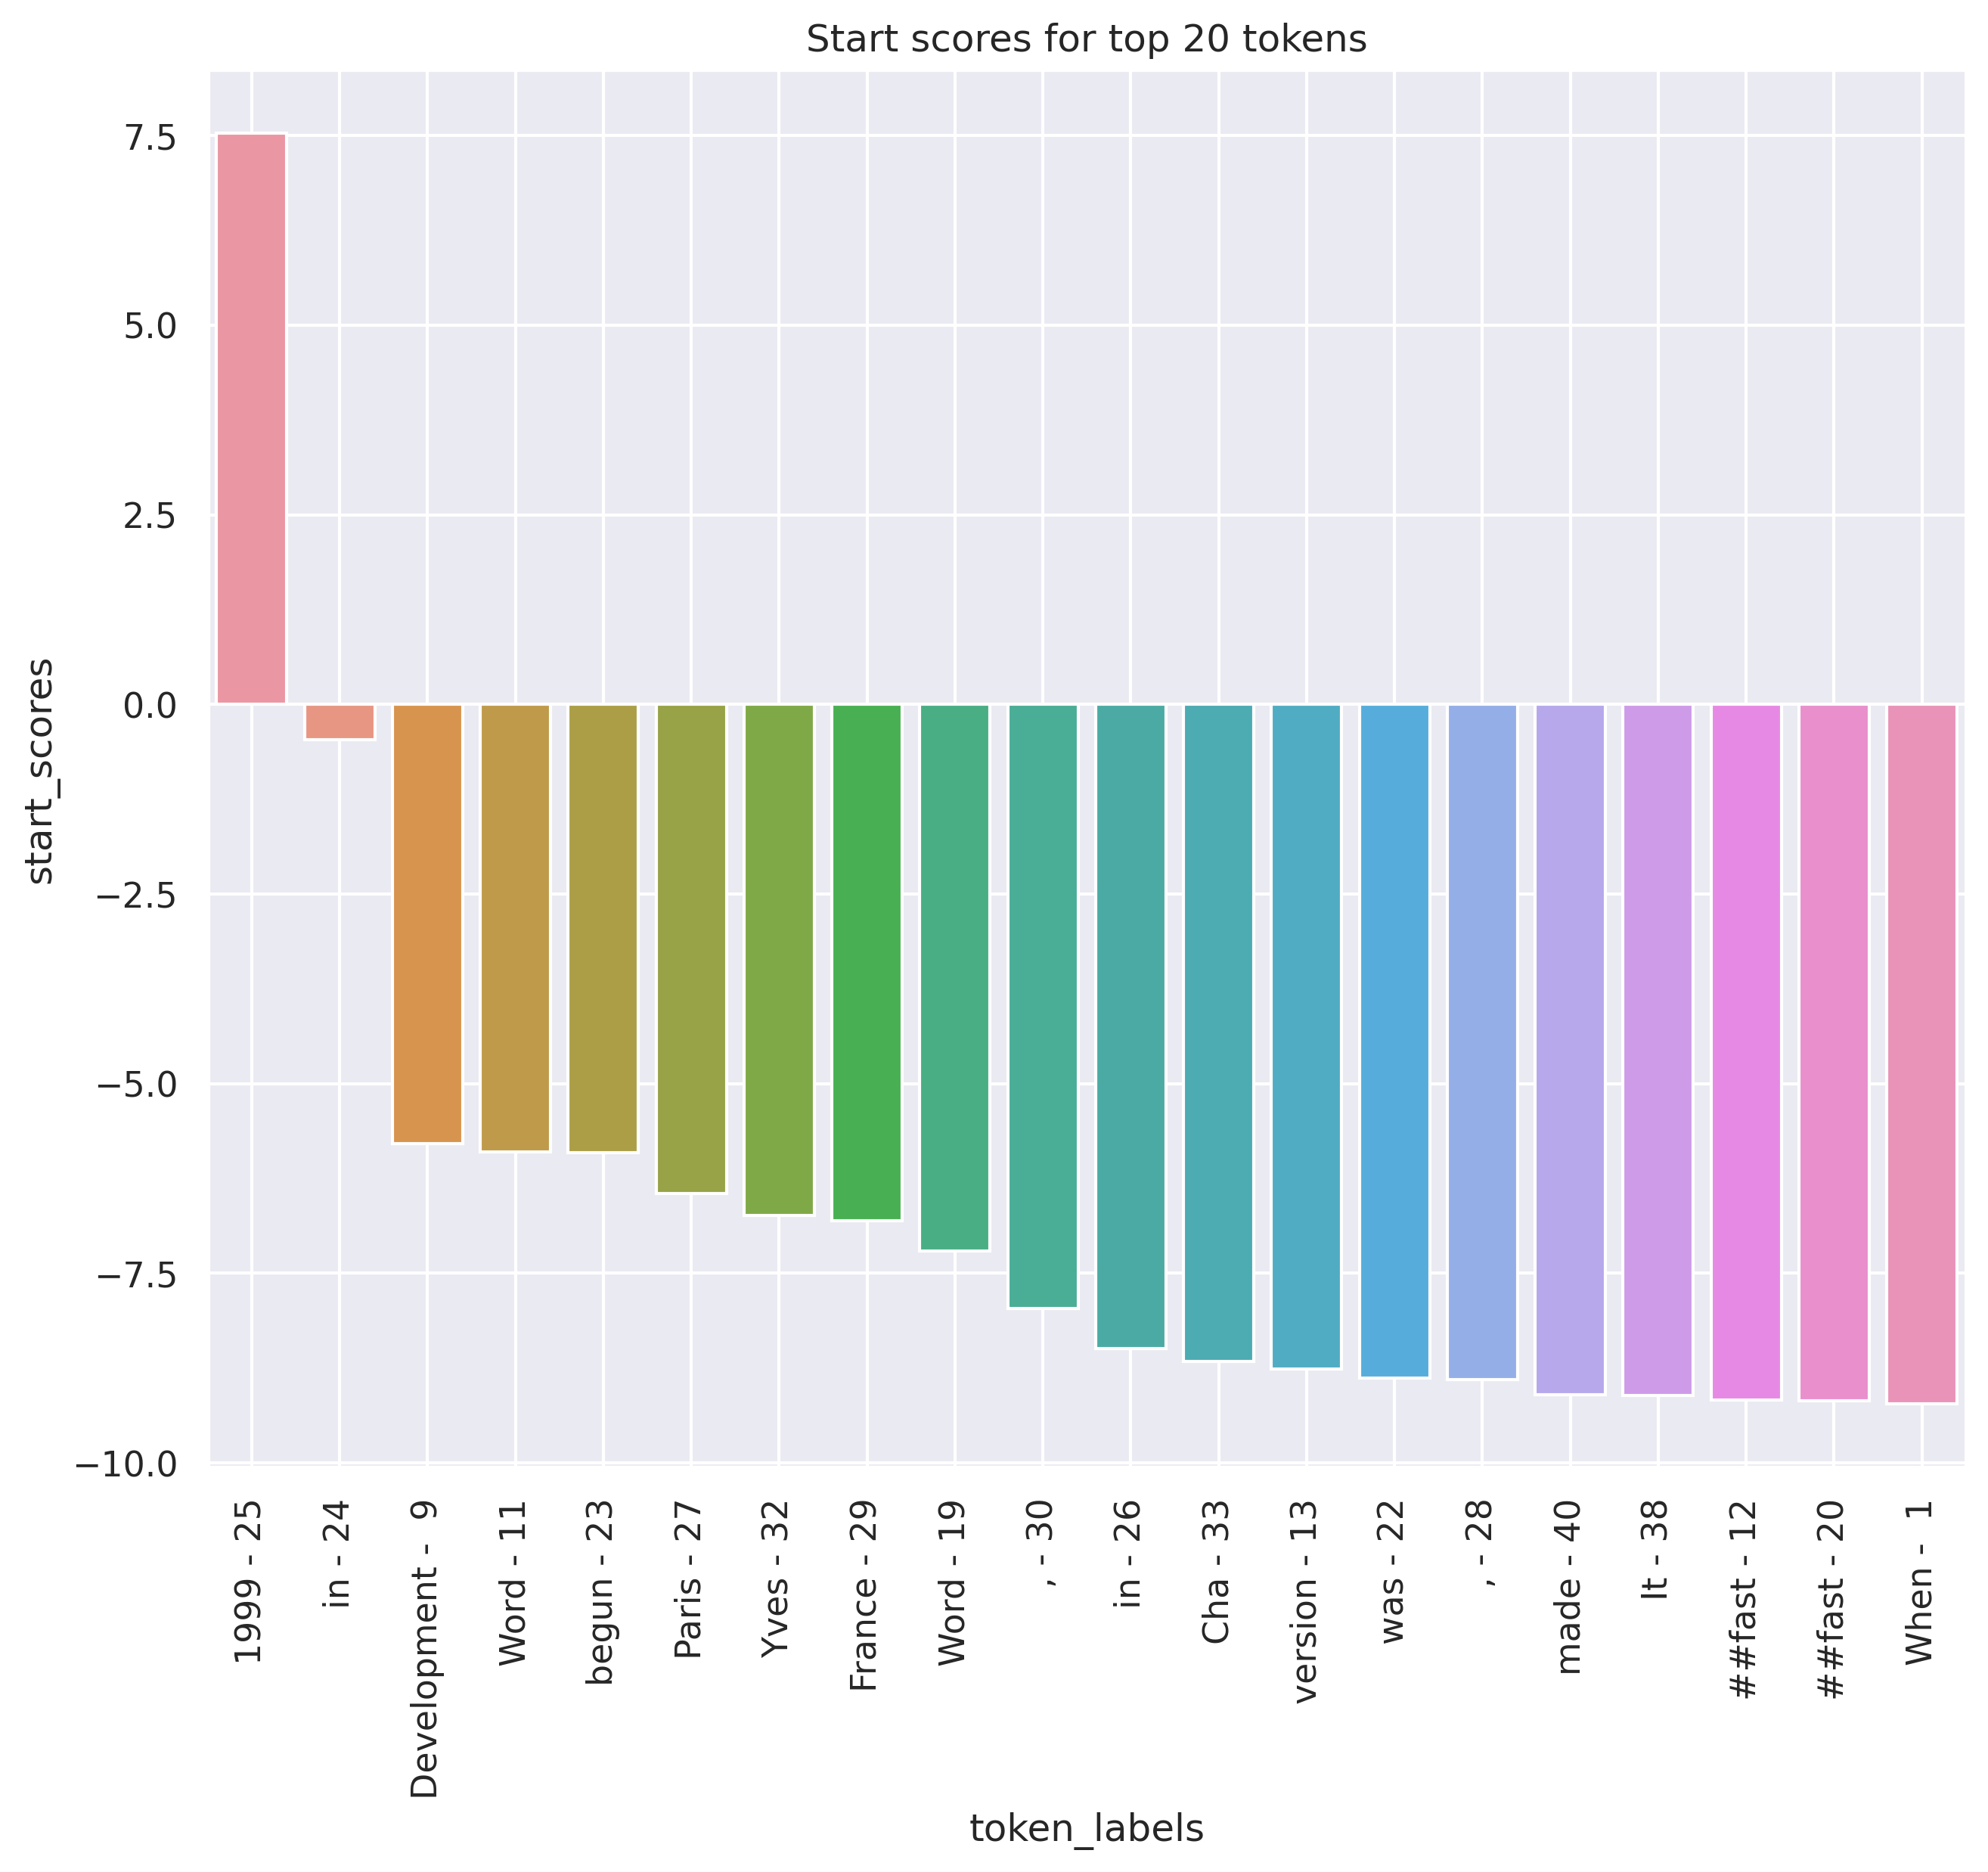 Start scores for top 20 tokens
7.5
5.0
2.5
0.0
−2.5
−5.0
−7.5
−10.0
start_scores
1999 - 25
in - 24
Development -  9
Word - 11
begun - 23
Paris - 27
Yves - 32
France - 29
Word - 19
, - 30
in - 26
Cha - 33
version - 13
was - 22
, - 28
made - 40
It - 38
##fast - 12
##fast - 20
When -  1
token_labels